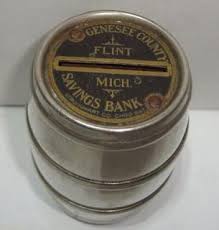 GENESEE COUNTY
FLINT
MICH.
SAVINGS BANK